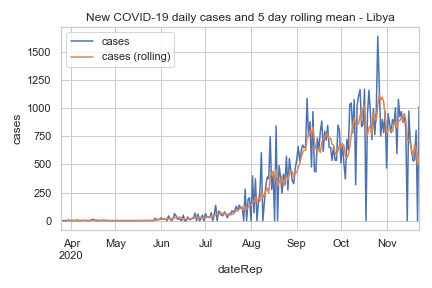 New COVID-19 daily cases and 5 day rolling mean - Libya
cases
cases (rolling)
cases
1500
1250
1000
750
500
250
0
Apr May Jun Jul Aug Sep Oct Nov
2020
dateRep